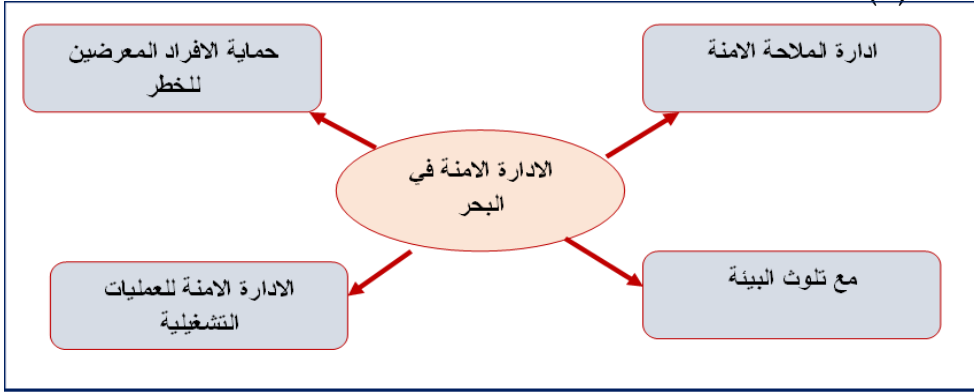 ادارة الملاحة الامنة
حماية الافراد المعرضين
للخطر
الادارة الامنة في
البحر
مع تلوث البيئة
الادارة الامنة للعمليات
التشغيلية